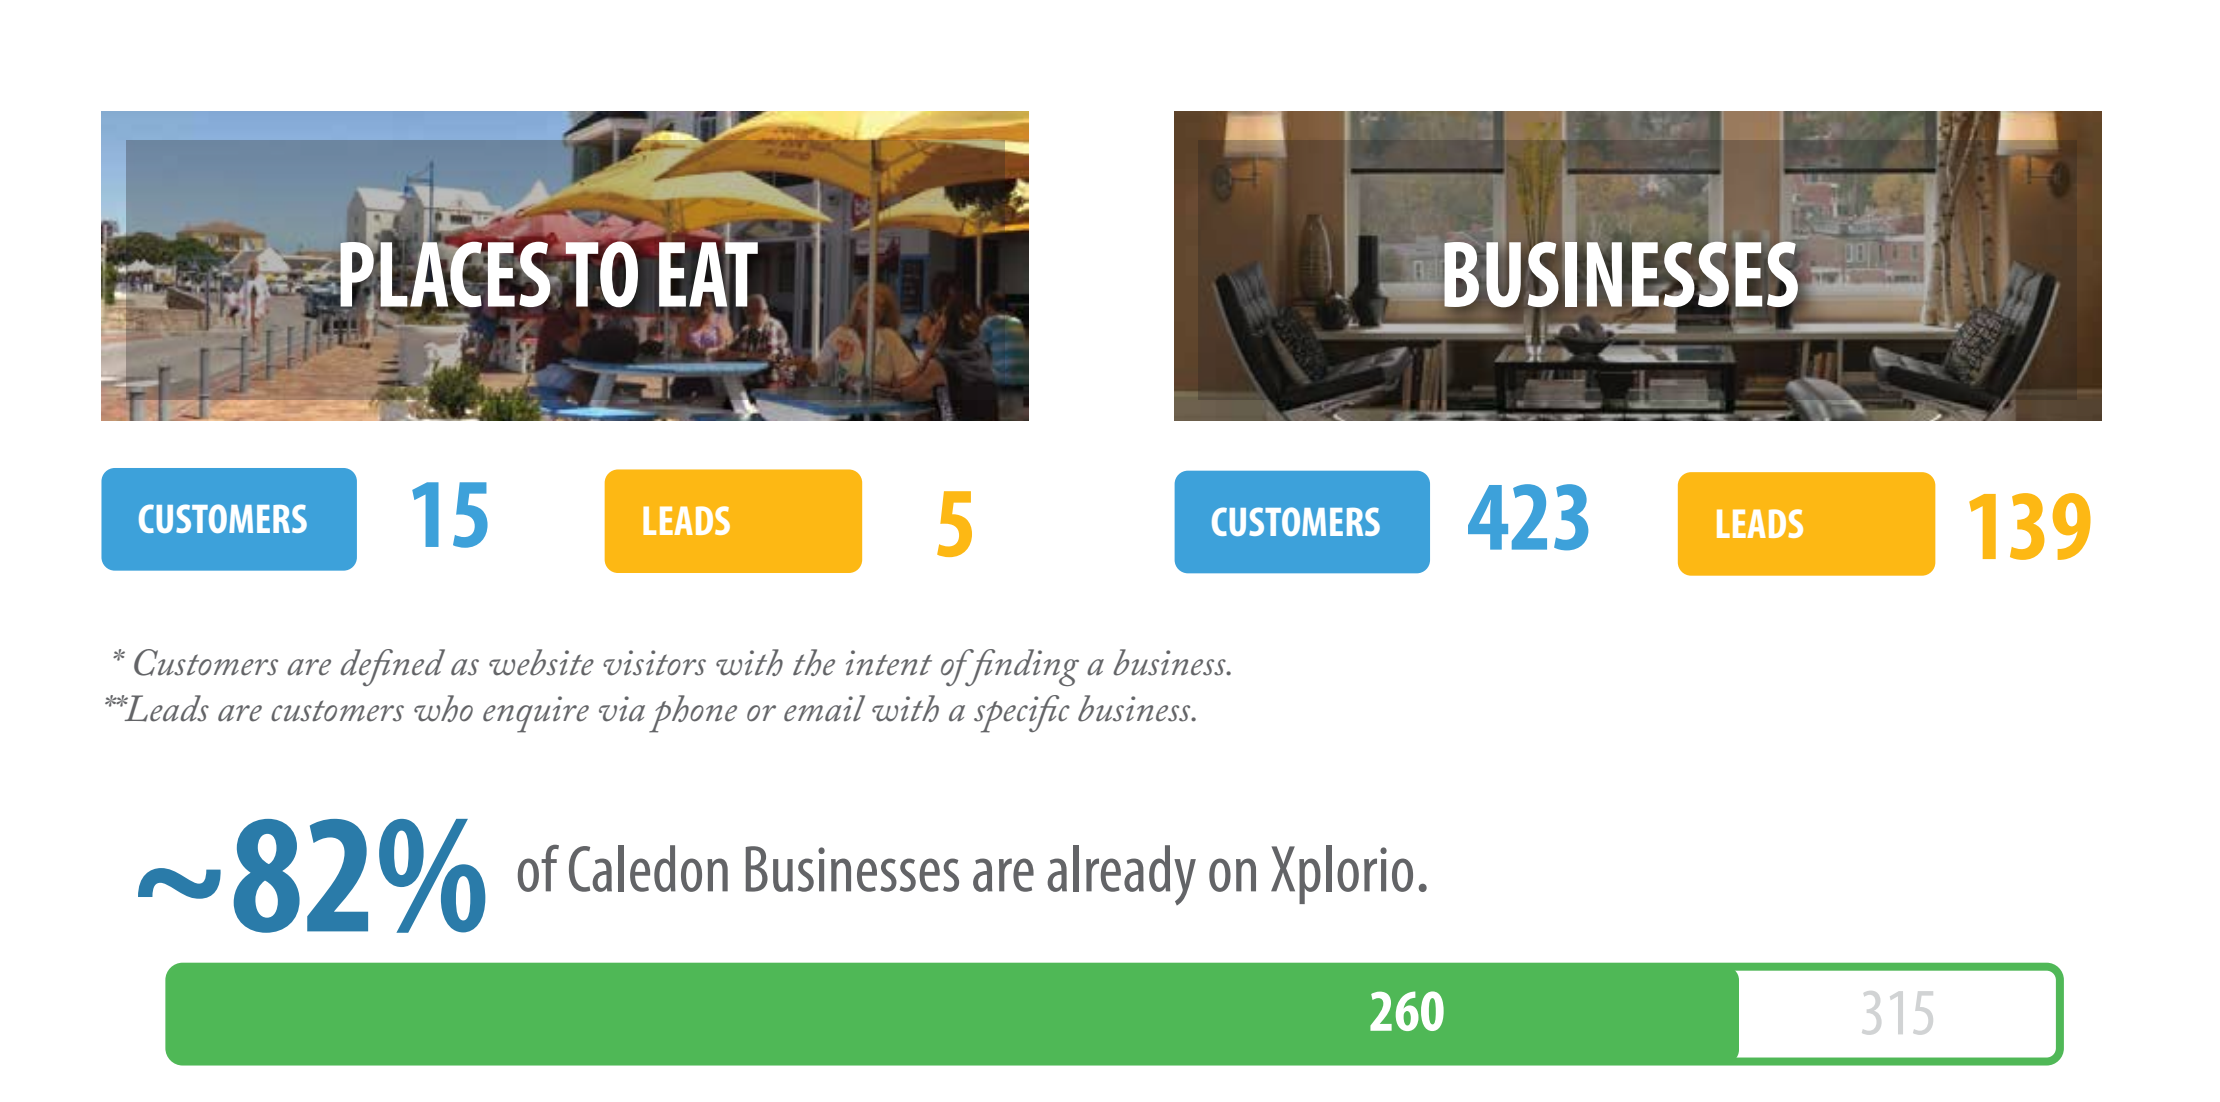 PLACES TO EAT
BUSINESSES
CUSTOMERS 15 LEADS 5
CUSTOMERS 423 LEADS 139
* Customers are defined as website visitors with the intent of finding a business.
**Leads are customers who enquire via phone or email with a specific business.
~82% of Caledon Businesses are already on Xplorio.
260 315